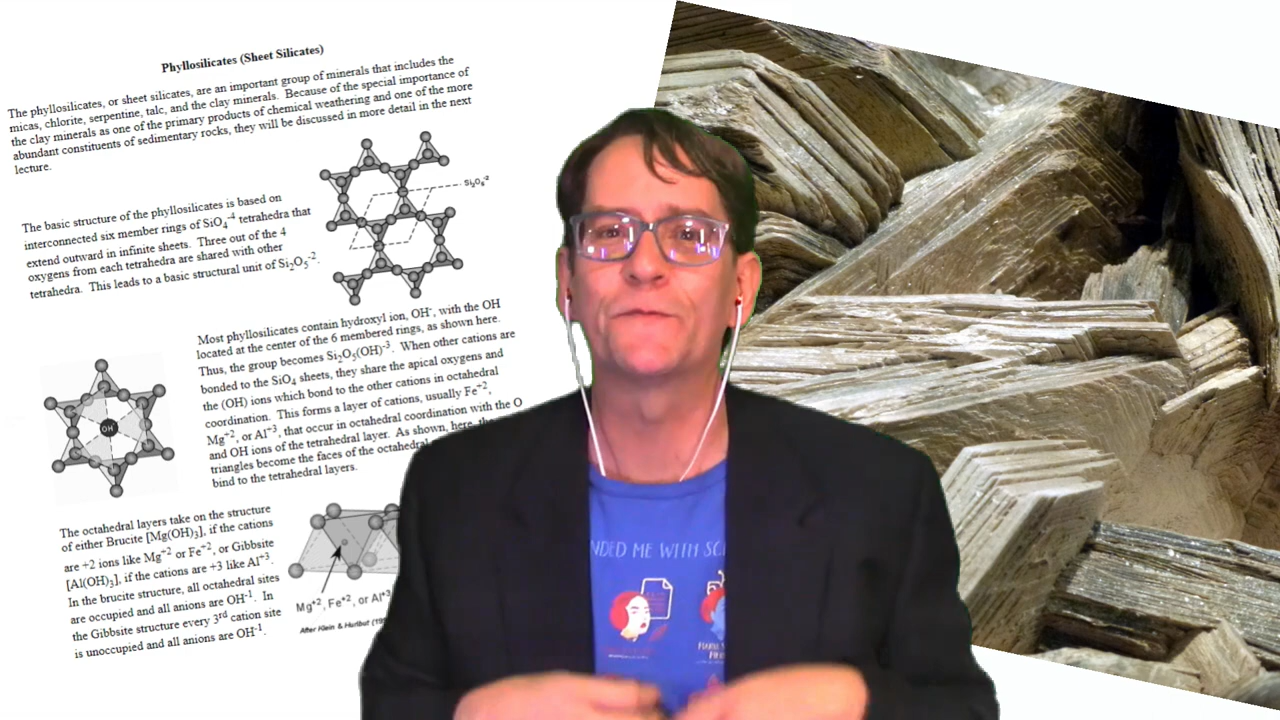 Phyllosilicates (Sheet Silicates)
The phyllosilicates, or sheet silicates, are an important group of minerals that includes the
micas, chlorite, serpentine, talc, and the clay minerals. Because of the special importance of
the clay minerals as one of the primary products of chemical weathering and one of the more
abundant constituents of sedimentary rocks, they will be discussed in more detail in the next
lecture.
Si₂O₅⁻²
The basic structure of the phyllosilicates is based on
interconnected six member rings of SiO₄⁻⁴ tetrahedra that
extend outward in infinite sheets. Three out of the 4
oxygens from each tetrahedra are shared with other
tetrahedra. This leads to a basic structural unit of Si₂O₅⁻².
Most phyllosilicates contain hydroxyl ion, OH⁻, with the OH
located at the center of the 6 membered rings, as shown here.
Thus, the group becomes Si₂O₅(OH)⁻³. When other cations are
bonded to the SiO₄ sheets, they share the apical oxygens and
the (OH) ions which bond to the other cations in octahedral
coordination. This forms a layer of cations, usually Fe⁺²,
Mg⁺², or Al⁺³, that occur in octahedral coordination with the O
and OH ions of the tetrahedral layer. As shown, here, the
triangles become the faces of the octahedral
bind to the tetrahedral layers.
OH
The octahedral layers take on the structure
of either Brucite [Mg(OH)₃], if the cations
are +2 ions like Mg⁺² or Fe⁺², or Gibbsite
[Al(OH)₃], if the cations are +3 like Al⁺³.
In the brucite structure, all octahedral sites
are occupied and all anions are OH⁻¹. In
the Gibbsite structure every 3ʳᵈ cation site
is unoccupied and all anions are OH⁻¹.
Mg⁺², Fe⁺², or Al⁺³
After Klein & Hurlbut
NDED ME WITH SC